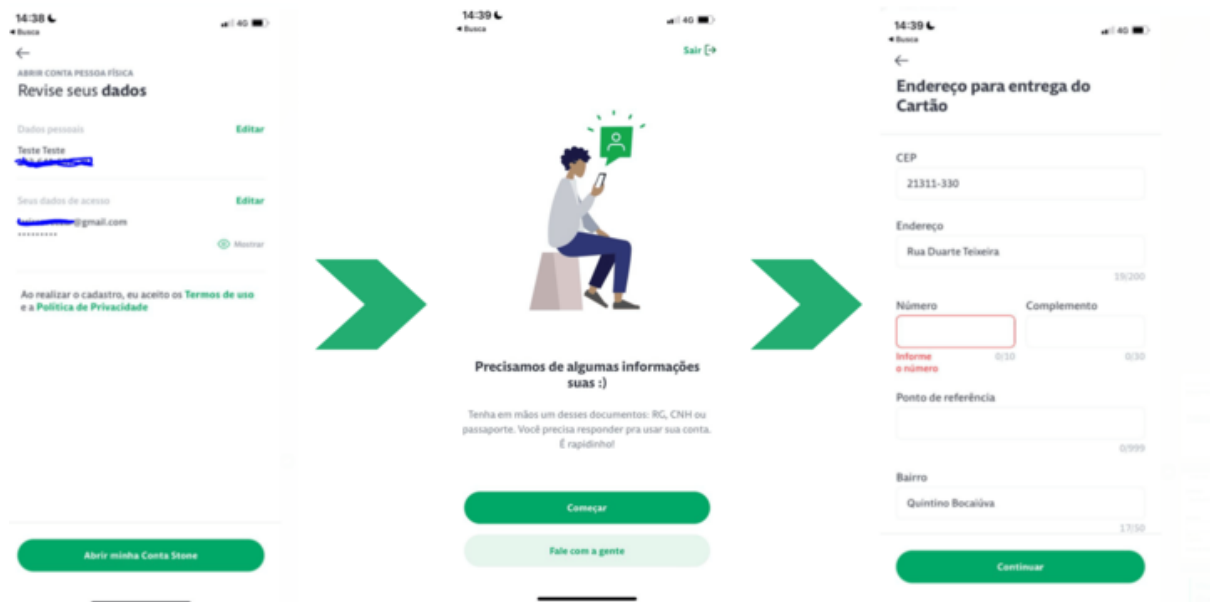 14:38
◀ Busca
4G
ABRIR CONTA PESSOA FÍSICA
Revise seus dados
Dados pessoais
Editar
Teste Teste
Seus dados de acesso
Editar
@gmail.com
•••••••••
Mostrar
Ao realizar o cadastro, eu aceito os Termos de uso
e a Política de Privacidade
Abrir minha Conta Stone
14:39
◀ Busca
4G
Sair
Precisamos de algumas informações
suas :)
Tenha em mãos um desses documentos: RG, CNH ou
passaporte. Você precisa responder pra usar sua conta.
É rapidinho!
Começar
Fale com a gente
14:39
◀ Busca
4G
Endereço para entrega do
Cartão
CEP
21311-330
Endereço
Rua Duarte Teixeira
19/200
Número
Complemento
Informe
o número
0/10
0/30
Ponto de referência
0/999
Bairro
Quintino Bocaiúva
17/50
Continuar